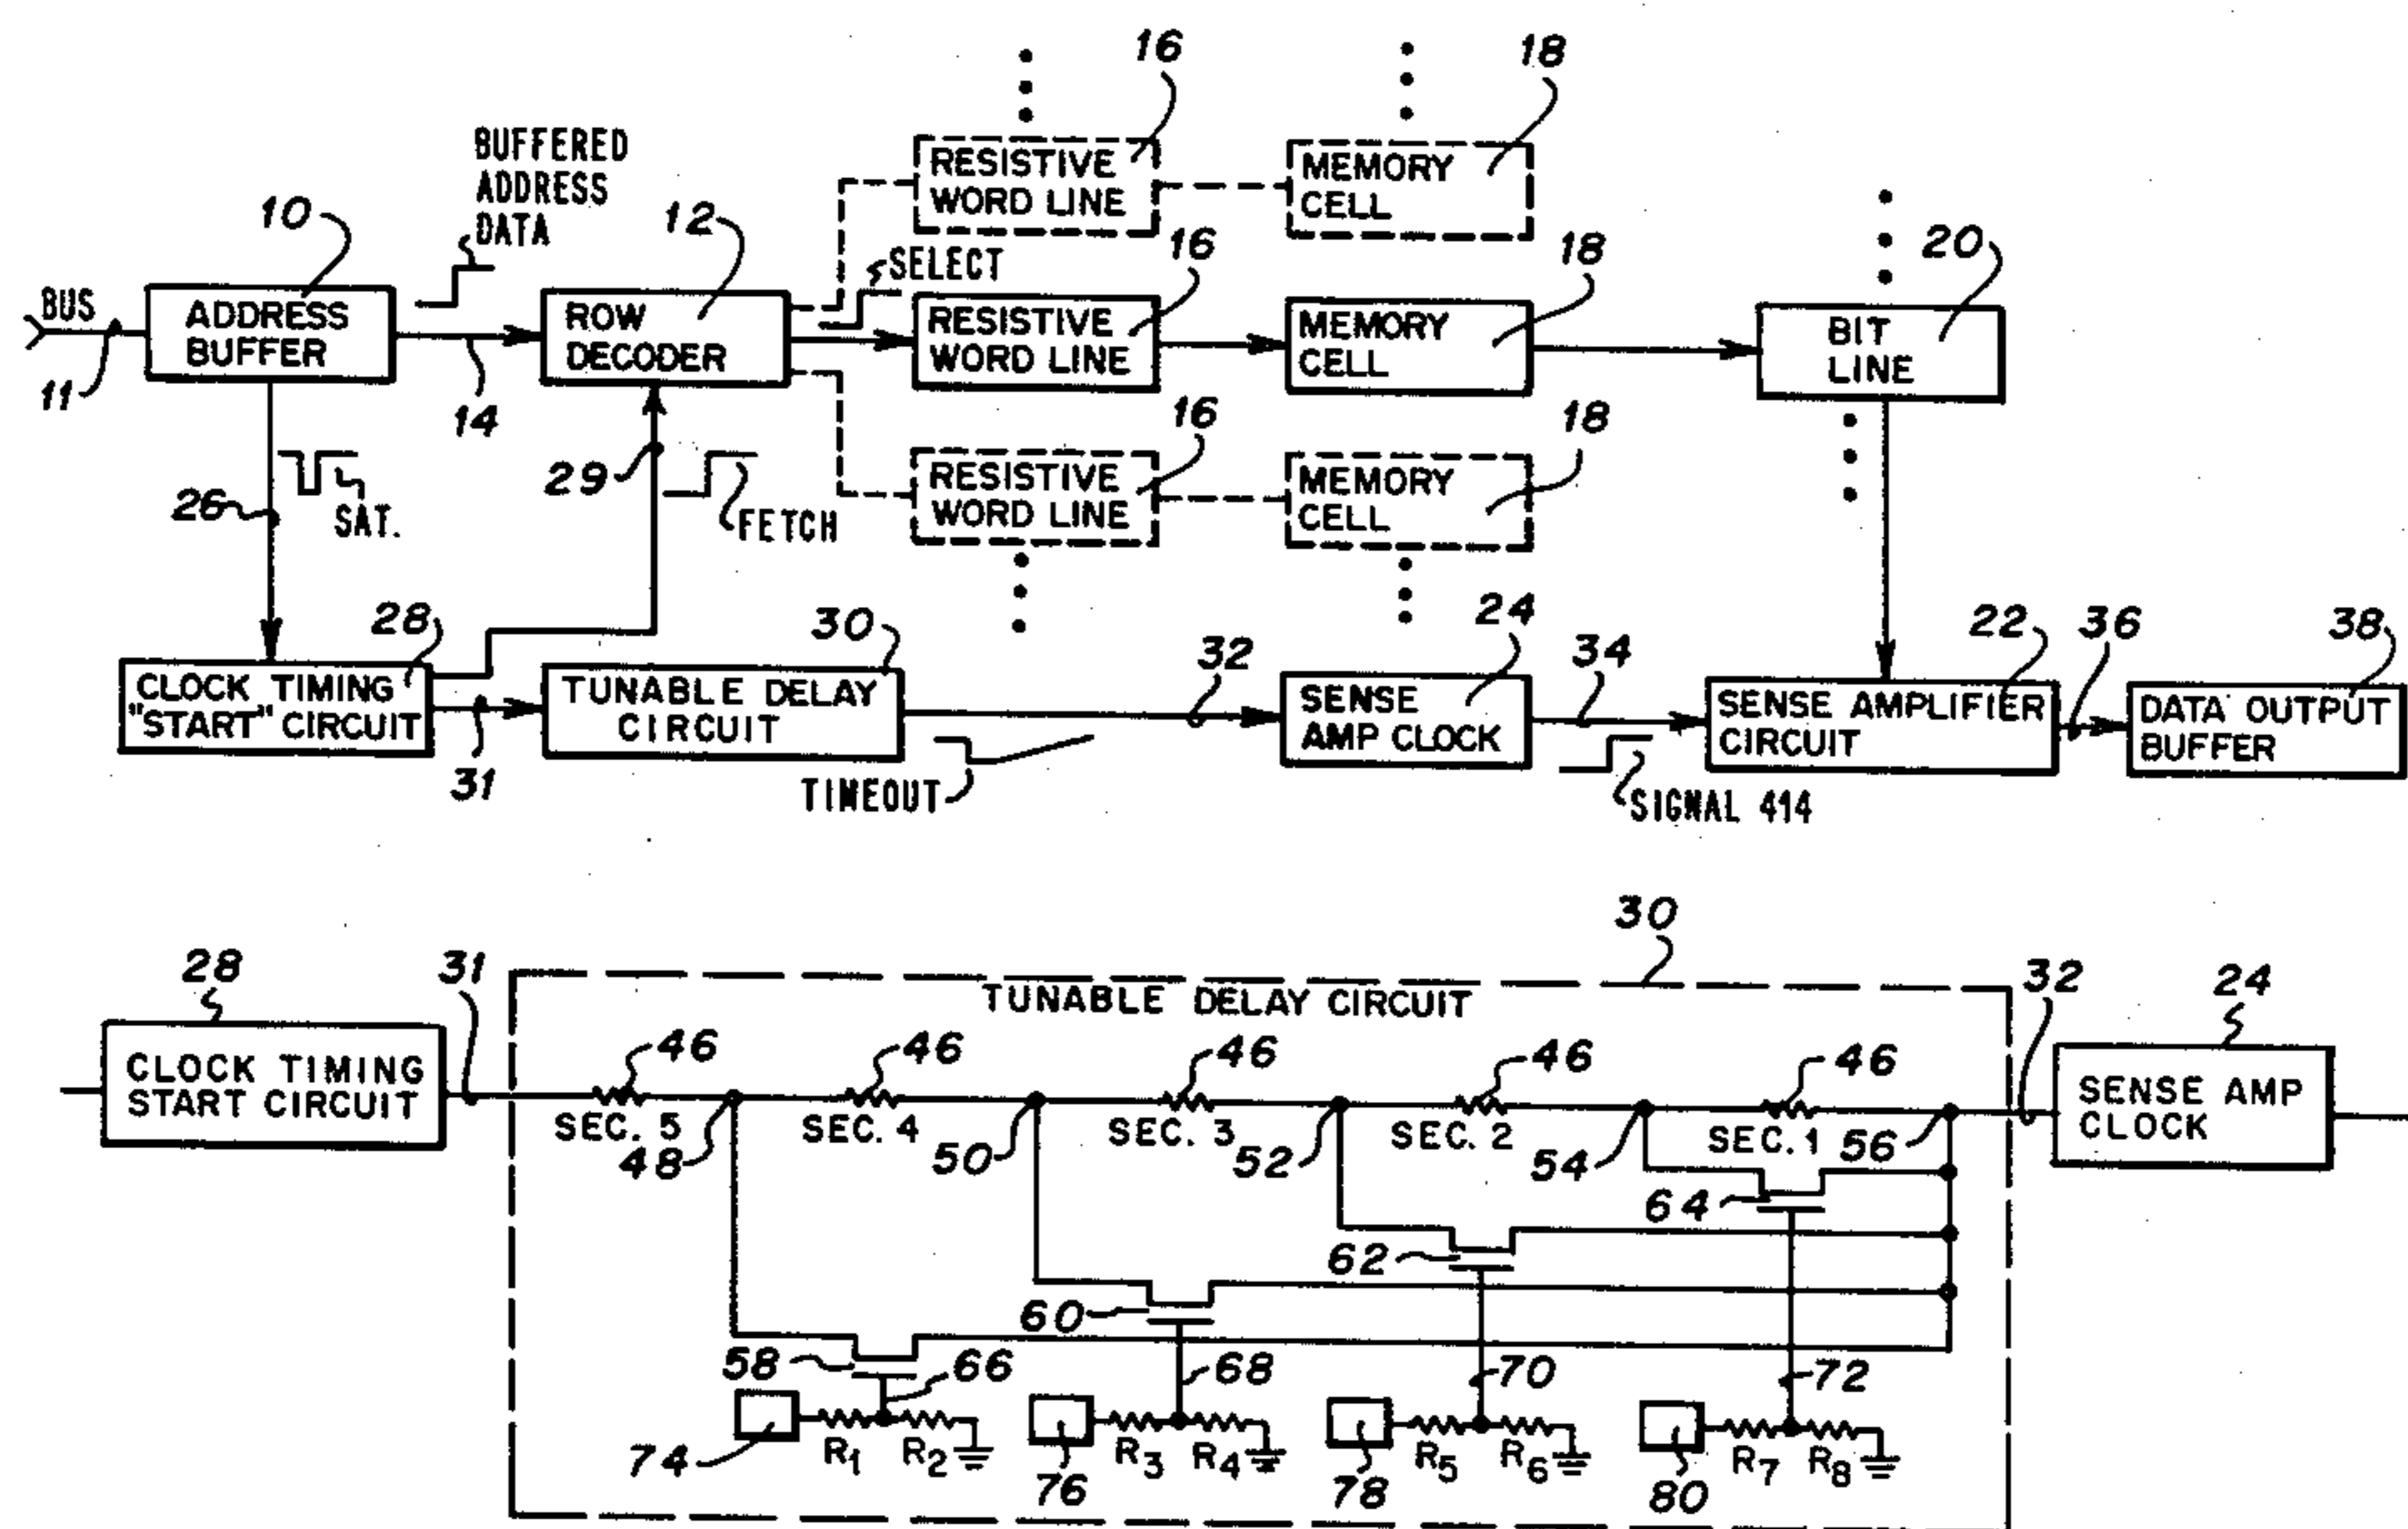 16
18
BUFFERED
ADDRESS
DATA
RESISTIVE
WORD LINE
MEMORY
CELL
10
12
SELECT
16
18
20
BUS
ADDRESS
BUFFER
ROW
DECODER
RESISTIVE
WORD LINE
MEMORY
CELL
BIT
LINE
11
14
16
18
26
SAT.
29
FETCH
RESISTIVE
WORD LINE
MEMORY
CELL
28
30
32
24
34
22
36
38
CLOCK TIMING
"START" CIRCUIT
TUNABLE DELAY
CIRCUIT
SENSE
AMP CLOCK
SENSE AMPLIFIER
CIRCUIT
DATA OUTPUT
BUFFER
31
TIMEOUT
SIGNAL 414
30
28
31
TUNABLE DELAY CIRCUIT
32
24
CLOCK TIMING
START CIRCUIT
46
46
46
46
46
SENSE AMP
CLOCK
SEC. 5
SEC. 4
SEC. 3
SEC. 2
SEC. 1
48
50
52
54
56
64
62
60
58
66
68
70
72
74
R1
R2
76
R3
R4
78
R5
R6
80
R7
R8